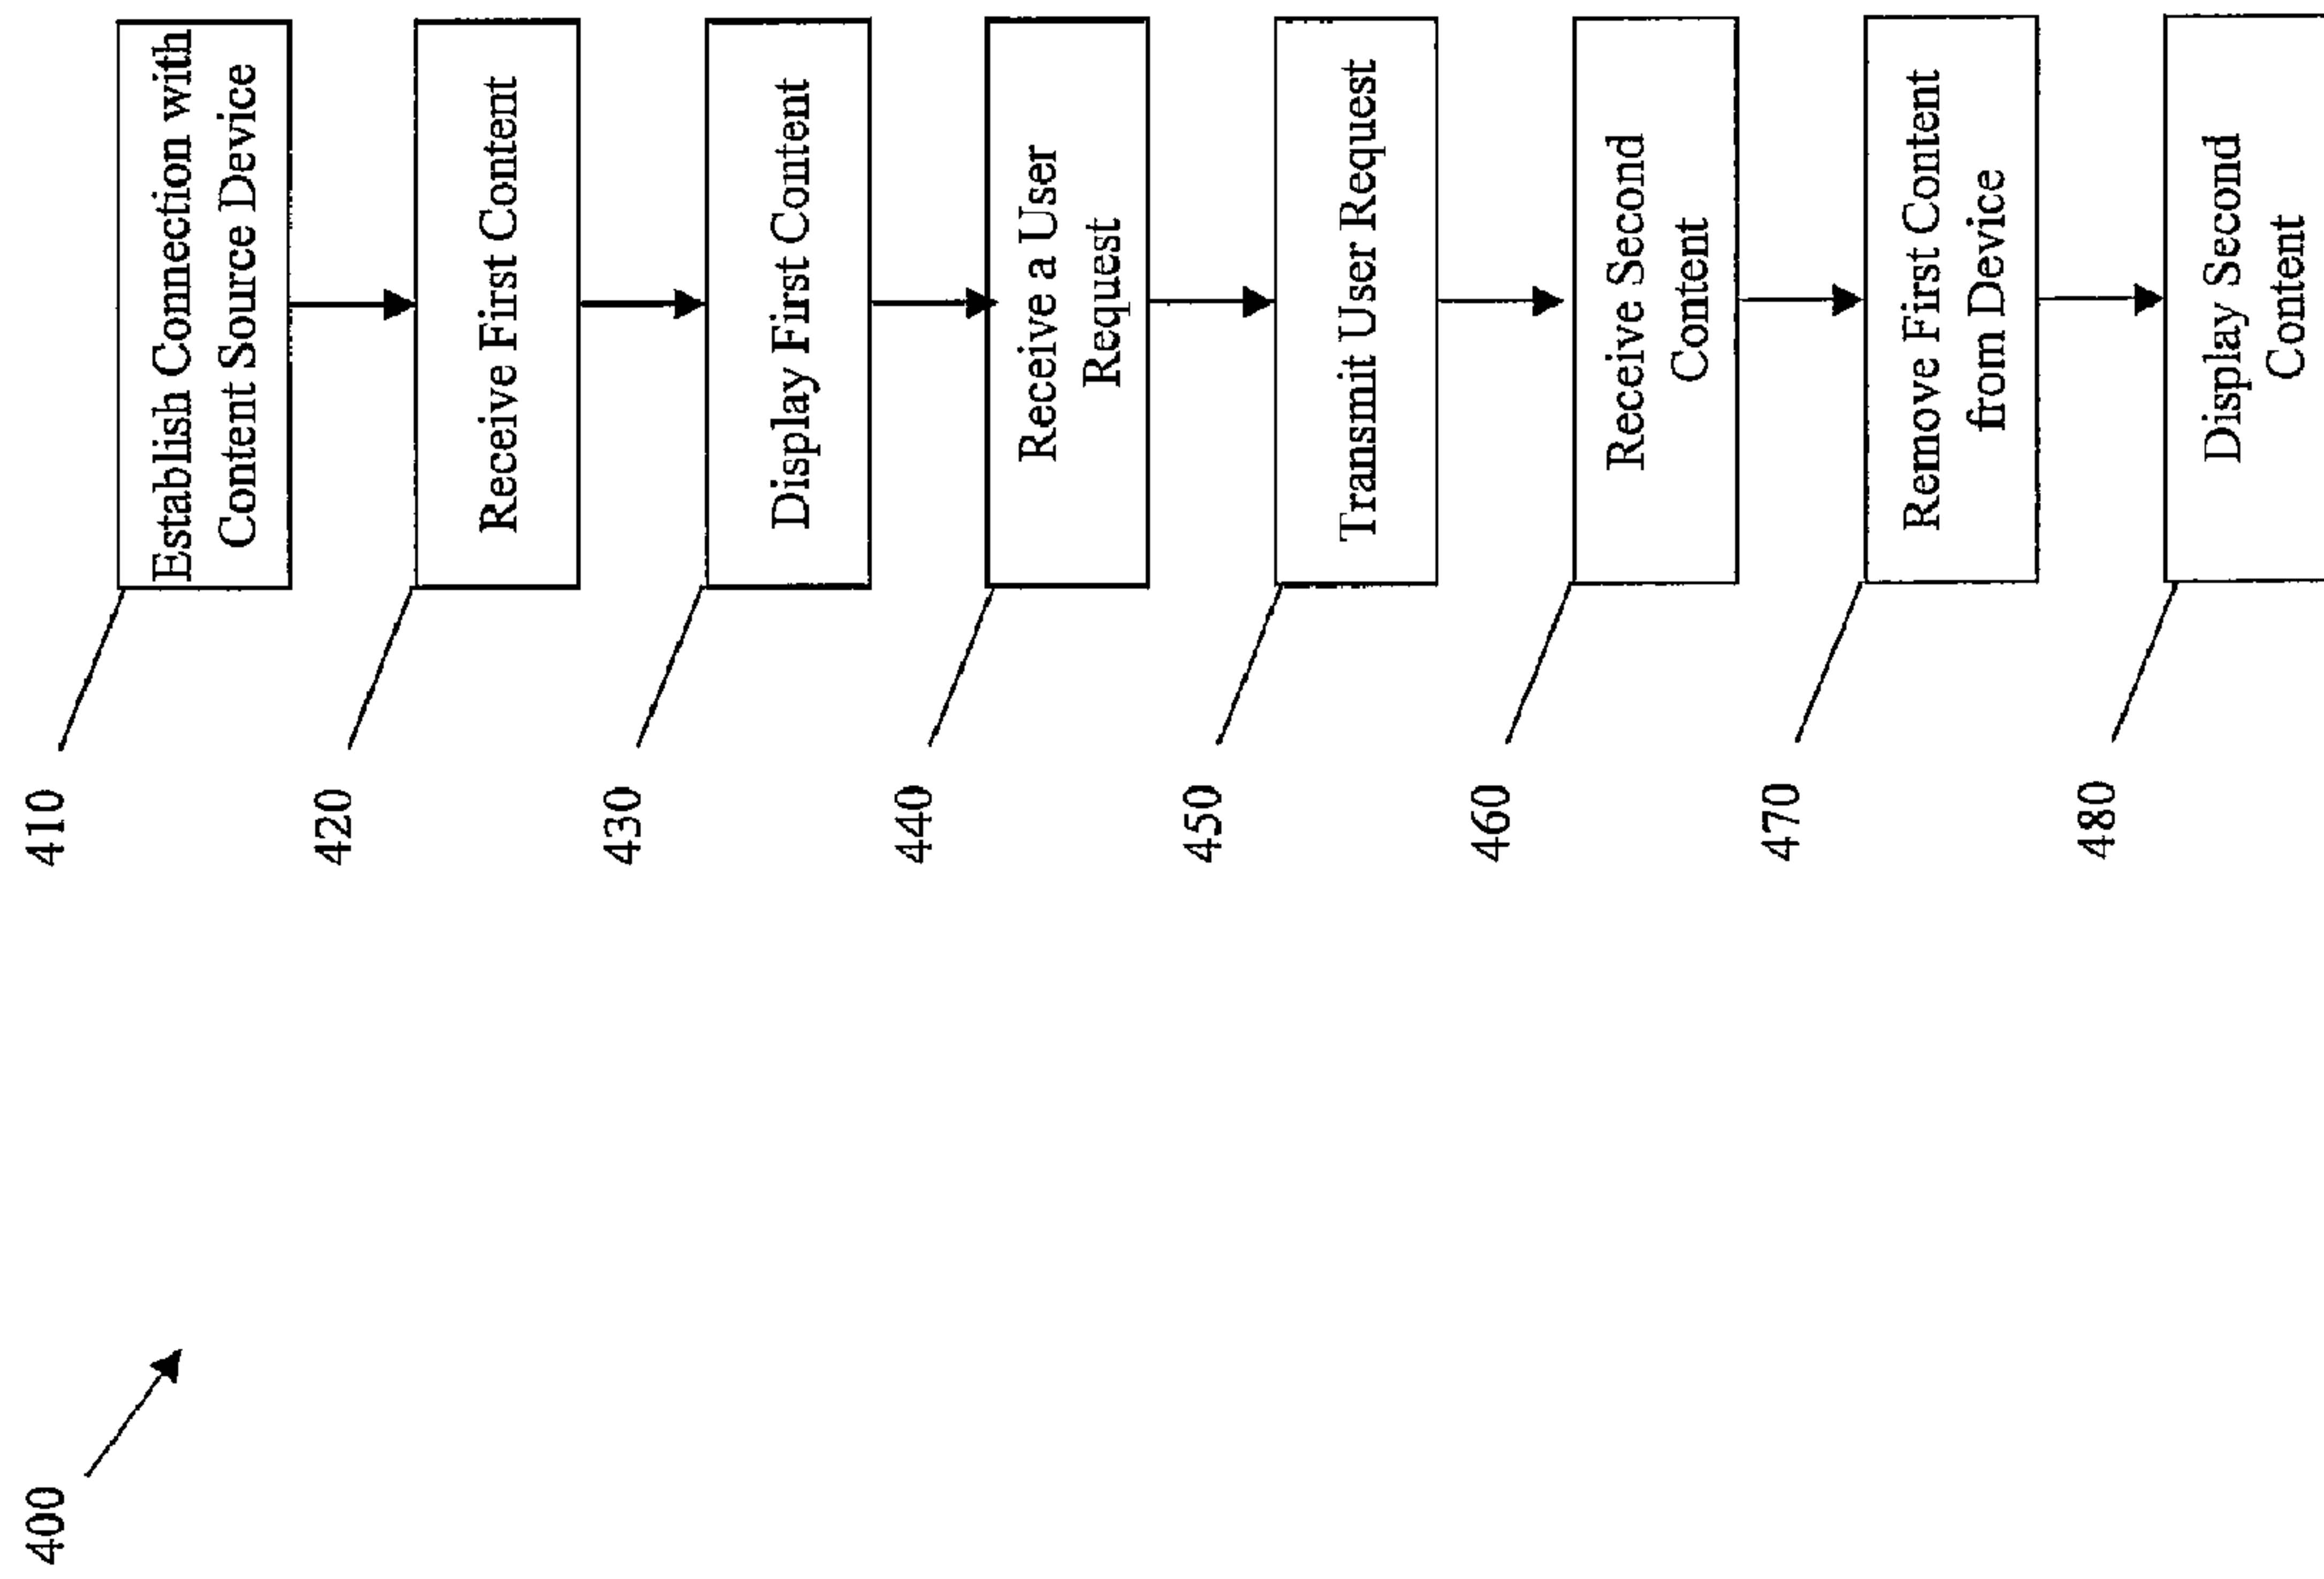 400
410
Establish Connection with
Content Source Device
420
Receive First Content
430
Display First Content
440
Receive a User
Request
450
Transmit User Request
460
Receive Second
Content
470
Remove First Content
from Device
480
Display Second
Content